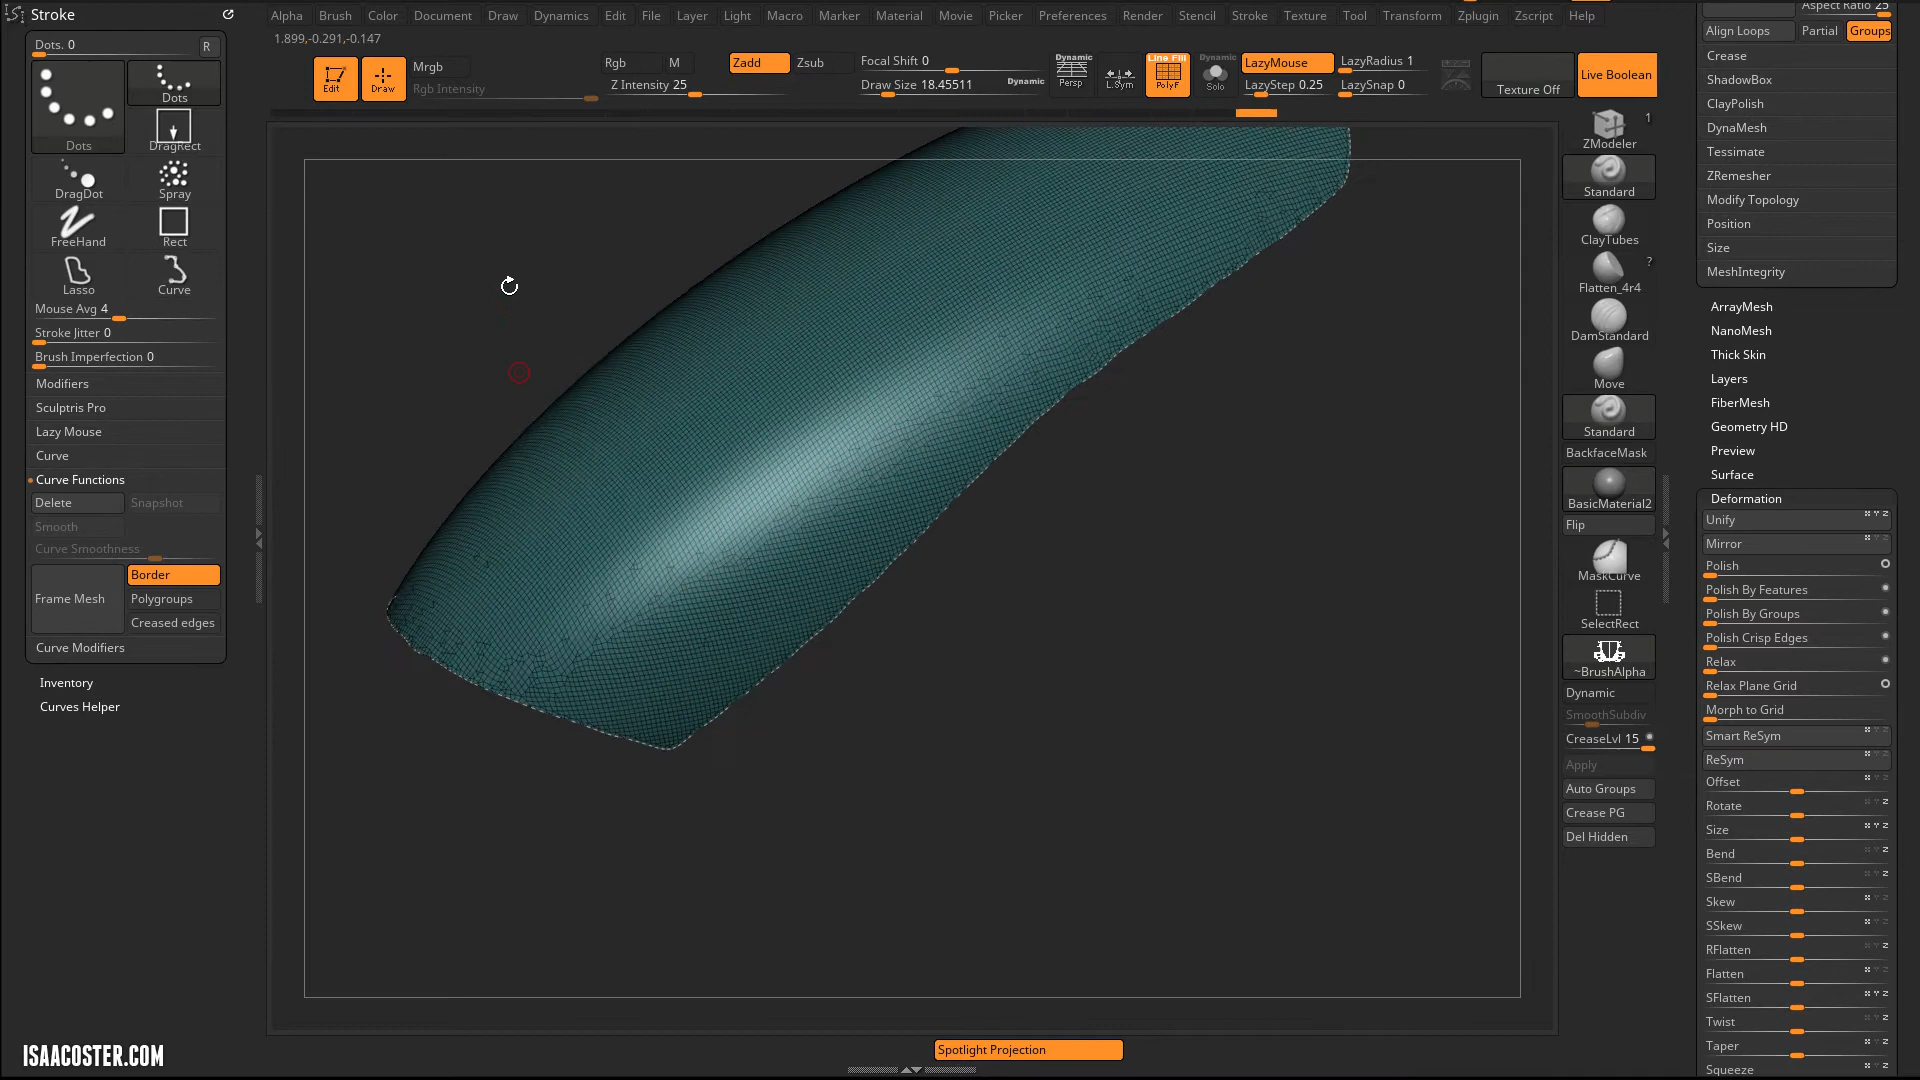 Stroke
Dots. 0
R
Dots
Dots
DragRect
DragDot
Spray
FreeHand
Rect
Lasso
Curve
Mouse Avg 4
Stroke Jitter 0
Brush Imperfection 0
Modifiers
Sculptris Pro
Lazy Mouse
Curve
Curve Functions
Delete
Snapshot
Smooth
Curve Smoothness
Frame Mesh
Border
Polygroups
Creased edges
Curve Modifiers
Inventory
Curves Helper
ISAACOSTER.COM
Alpha Brush Color Document Draw Dynamics Edit File Layer Light Macro Marker Material Movie Picker Preferences Render Stencil Stroke Texture Tool Transform Zplugin Zscript Help
1.899,-0.291,-0.147
Edit
Draw
Mrgb
Rgb Intensity
Rgb
M
Z Intensity 25
Zadd
Zsub
Focal Shift 0
Draw Size 18.45511
Dynamic
Dynamic
Persp
L.Sym
Line Fill
PolyF
Dynamic
Solo
LazyMouse
LazyRadius 1
LazyStep 0.25
LazySnap 0
Texture Off
Live Boolean
1
ZModeler
Standard
ClayTubes
?
Flatten_4r4
DamStandard
Move
Standard
BackfaceMask
BasicMaterial2
Flip
MaskCurve
SelectRect
~BrushAlpha
Dynamic
SmoothSubdiv
CreaseLvl 15
Apply
Auto Groups
Crease PG
Del Hidden
Spotlight Projection
Aspect Ratio 25
Align Loops
Partial
Groups
Crease
ShadowBox
ClayPolish
DynaMesh
Tessimate
ZRemesher
Modify Topology
Position
Size
MeshIntegrity
ArrayMesh
NanoMesh
Thick Skin
Layers
FiberMesh
Geometry HD
Preview
Surface
Deformation
Unify
Mirror
Polish
Polish By Features
Polish By Groups
Polish Crisp Edges
Relax
Relax Plane Grid
Morph to Grid
Smart ReSym
ReSym
Offset
Rotate
Size
Bend
SBend
Skew
SSkew
RFlatten
Flatten
SFlatten
Twist
Taper
Squeeze